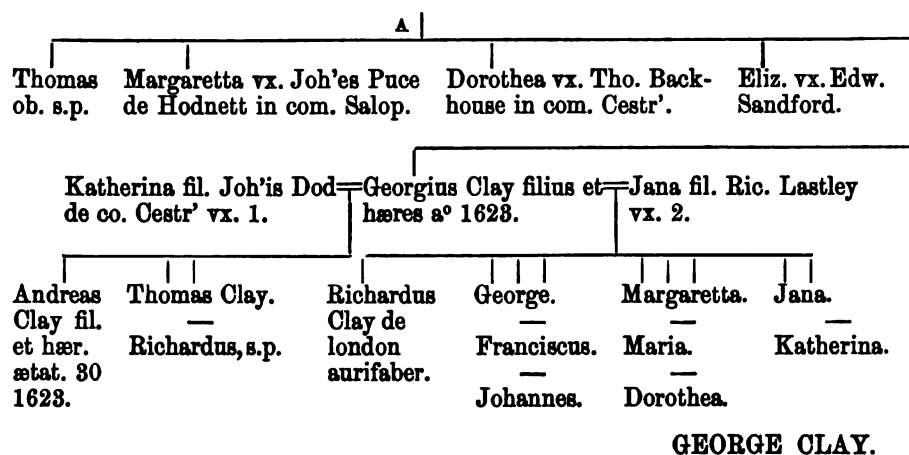 A
Thomas
ob. s.p.
Margaretta vx. Joh'es Puce
de Hodnett in com. Salop.
Dorothea vx. Tho. Back-
house in com. Cestr'.
Eliz. vx. Edw.
Sandford.
Katherina fil. Joh'is Dod
de co. Cestr' vx. 1.
Georgius Clay filius et
hæres aº 1623.
Jana fil. Ric. Lastley
vx. 2.
Andreas
Clay fil.
et hær.
ætat. 30
1623.
Thomas Clay.
Richardus, s.p.
Richardus
Clay de
london
aurifaber.
George.
Franciscus.
Johannes.
Margaretta.
Maria.
Dorothea.
Jana.
Katherina.
GEORGE CLAY.